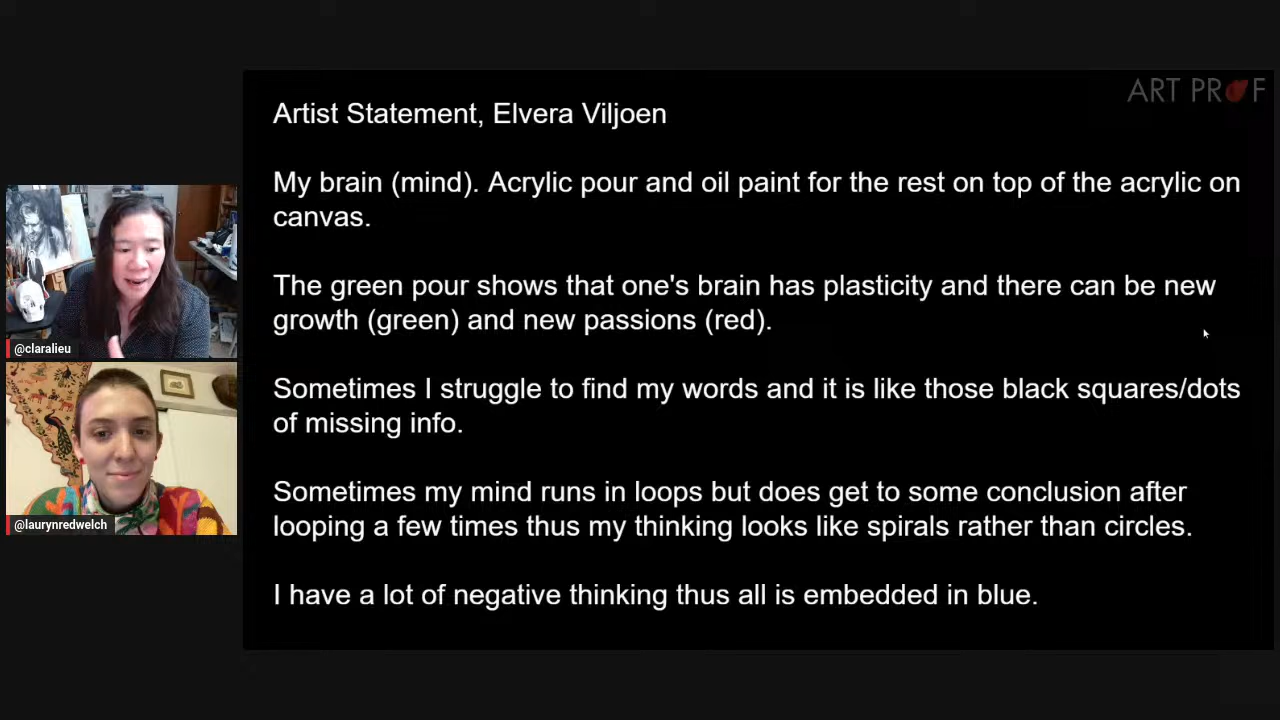 ART PROF
Artist Statement, Elvera Viljoen
My brain (mind). Acrylic pour and oil paint for the rest on top of the acrylic on
canvas.
The green pour shows that one's brain has plasticity and there can be new
growth (green) and new passions (red).
Sometimes I struggle to find my words and it is like those black squares/dots
of missing info.
Sometimes my mind runs in loops but does get to some conclusion after
looping a few times thus my thinking looks like spirals rather than circles.
I have a lot of negative thinking thus all is embedded in blue.
@claralieu
@laurynredwelch